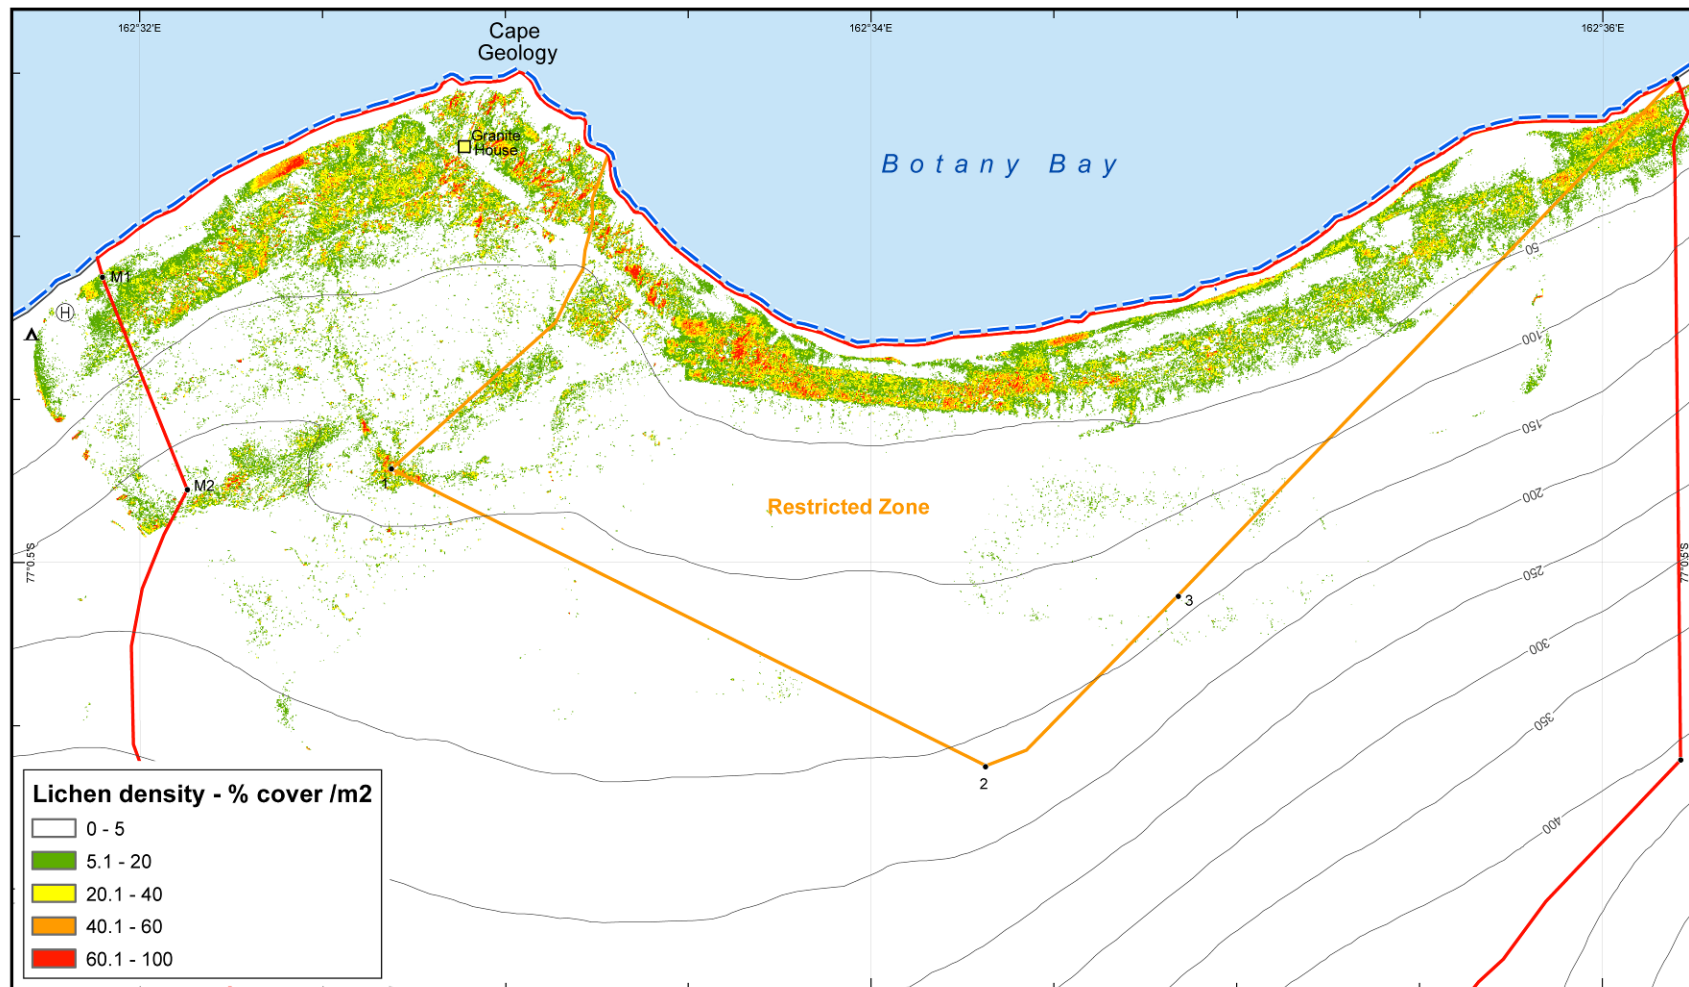 162°32'E
162°34'E
162°36'E
Cape
Geology
Granite
House
Botany Bay
M1
H
M2
1
Restricted Zone
2
3
50
100
150
200
250
300
350
400
77°0.5'S
77°0.5'S
Lichen density - % cover /m2
0 - 5
5.1 - 20
20.1 - 40
40.1 - 60
60.1 - 100